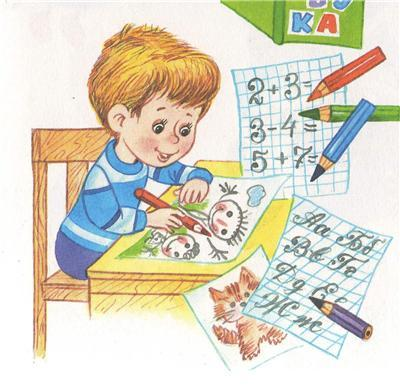 КА
2+3=
3-4=
5+7=
Аа Бб
Вв Гг
Дд Ее
Жж